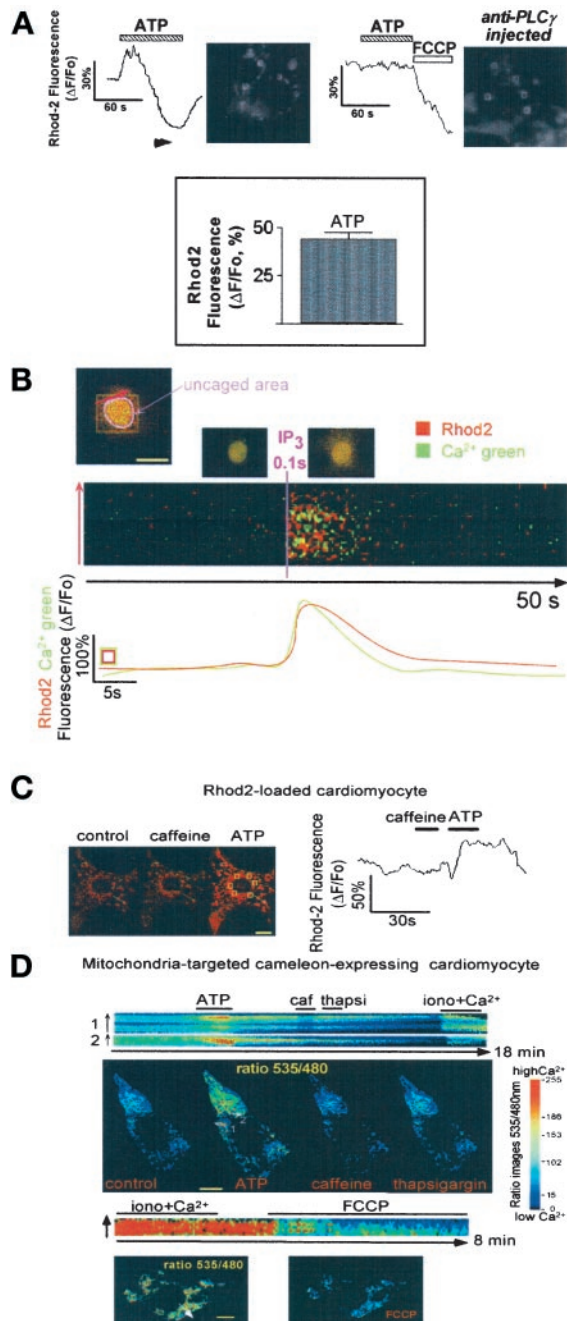 A
ATP
Rhod-2 Fluorescence
(ΔF/Fo)
30%
60 s
ATP
FCCP
30%
60 s
anti-PLCγ
injected
Rhod2
Fluorescence
(ΔF/Fo, %)
50
25
ATP
B
uncaged area
IP3
0.1s
Rhod2
Ca²⁺ green
50 s
Rhod2 Ca²⁺ green
Fluorescence (ΔF/Fo)
100%
5s
C
Rhod2-loaded cardiomyocyte
control caffeine ATP
Rhod-2 Fluorescence
(ΔF/Fo)
50%
30s
caffeine ATP
D
Mitochondria-targeted cameleon-expressing cardiomyocyte
ATP caf thapsi iono+Ca²⁺
1
2
18 min
ratio 535/480
2
1
control ATP caffeine thapsigargin
highCa²⁺
255
186
153
102
15
0
low Ca²⁺
Ratio images 535/480nm
iono+Ca²⁺ FCCP
8 min
ratio 535/480
FCCP